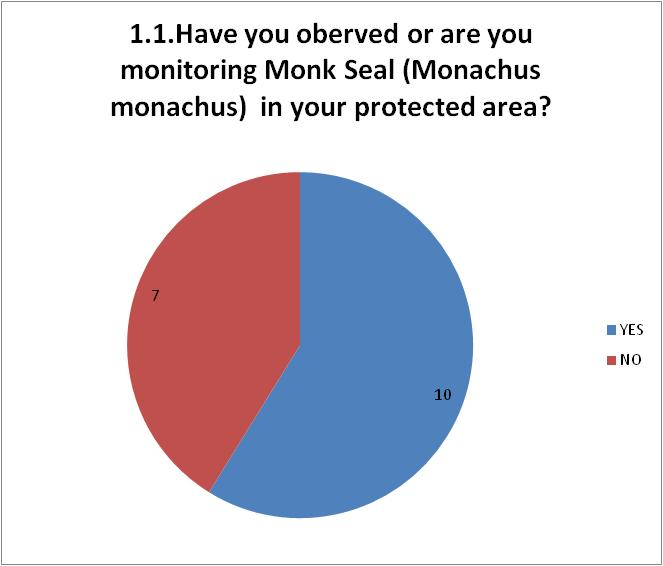 1.1.Have you oberved or are you
monitoring Monk Seal (Monachus
monachus)  in your protected area?
7
10
YES
NO